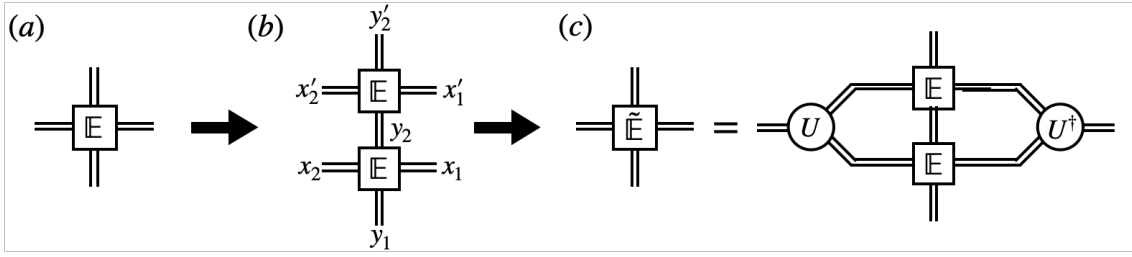 (a)
𝔼
(b)
y′₂
x′₂ 𝔼 x′₁
y₂
x₂ 𝔼 x₁
y₁
(c)
𝔼̃ =
U 𝔼 U†
𝔼